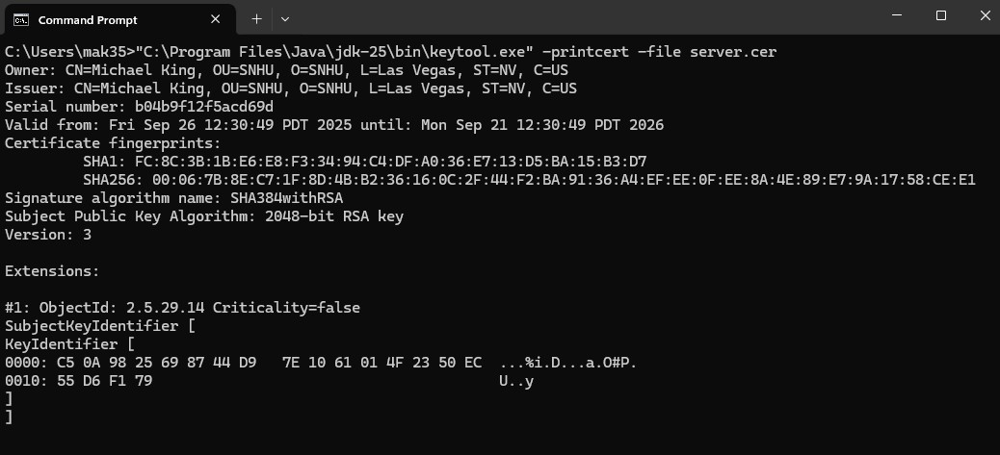 Command Prompt
C:\Users\mak35>"C:\Program Files\Java\jdk-25\bin\keytool.exe" -printcert -file server.cer
Owner: CN=Michael King, OU=SNHU, O=SNHU, L=Las Vegas, ST=NV, C=US
Issuer: CN=Michael King, OU=SNHU, O=SNHU, L=Las Vegas, ST=NV, C=US
Serial number: b04b9f12f5acd69d
Valid from: Fri Sep 26 12:30:49 PDT 2025 until: Mon Sep 21 12:30:49 PDT 2026
Certificate fingerprints:
         SHA1: FC:8C:3B:1B:E6:E8:F3:34:94:C4:DF:A0:36:E7:13:D5:BA:15:B3:D7
         SHA256: 00:06:7B:8E:C7:1F:8D:4B:B2:36:16:0C:2F:44:F2:BA:91:36:A4:EF:EE:0F:EE:8A:4E:89:E7:9A:17:58:CE:E1
Signature algorithm name: SHA384withRSA
Subject Public Key Algorithm: 2048-bit RSA key
Version: 3
Extensions:
#1: ObjectId: 2.5.29.14 Criticality=false
SubjectKeyIdentifier [
KeyIdentifier [
0000: C5 0A 98 25 69 87 44 D9   7E 10 61 01 4F 23 50 EC  ...%i.D...a.O#P.
0010: 55 D6 F1 79                                        U..y
]
]